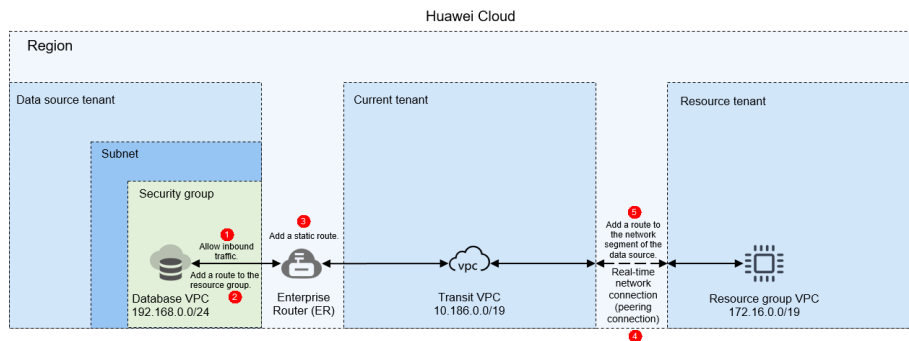 Huawei Cloud
Region
Data source tenant
Subnet
Security group
1
Allow inbound
traffic.
Add a route to the
resource group.
2
Database VPC
192.168.0.0/24
3
Add a static route.
Enterprise
Router (ER)
Current tenant
vpc
Transit VPC
10.186.0.0/19
5
Add a route to
the network
segment of the
data source.
Real-time
network
connection
(peering
connection)
4
Resource tenant
Resource group VPC
172.16.0.0/19